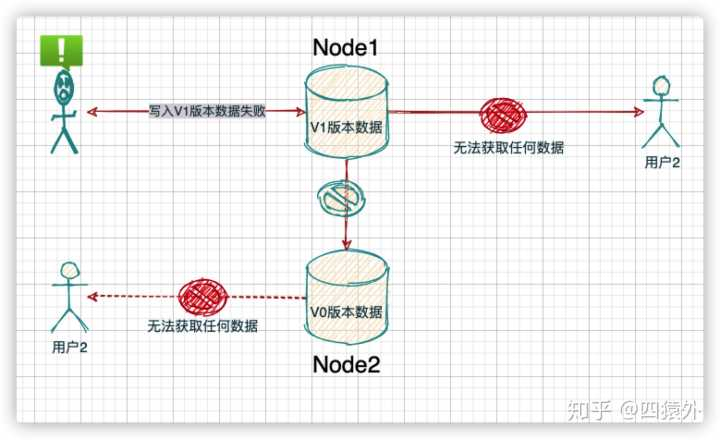 Node1
!
写入V1版本数据失败
V1版本数据
无法获取任何数据
用户2
V0版本数据
无法获取任何数据
用户2
Node2
知乎 @四猿外